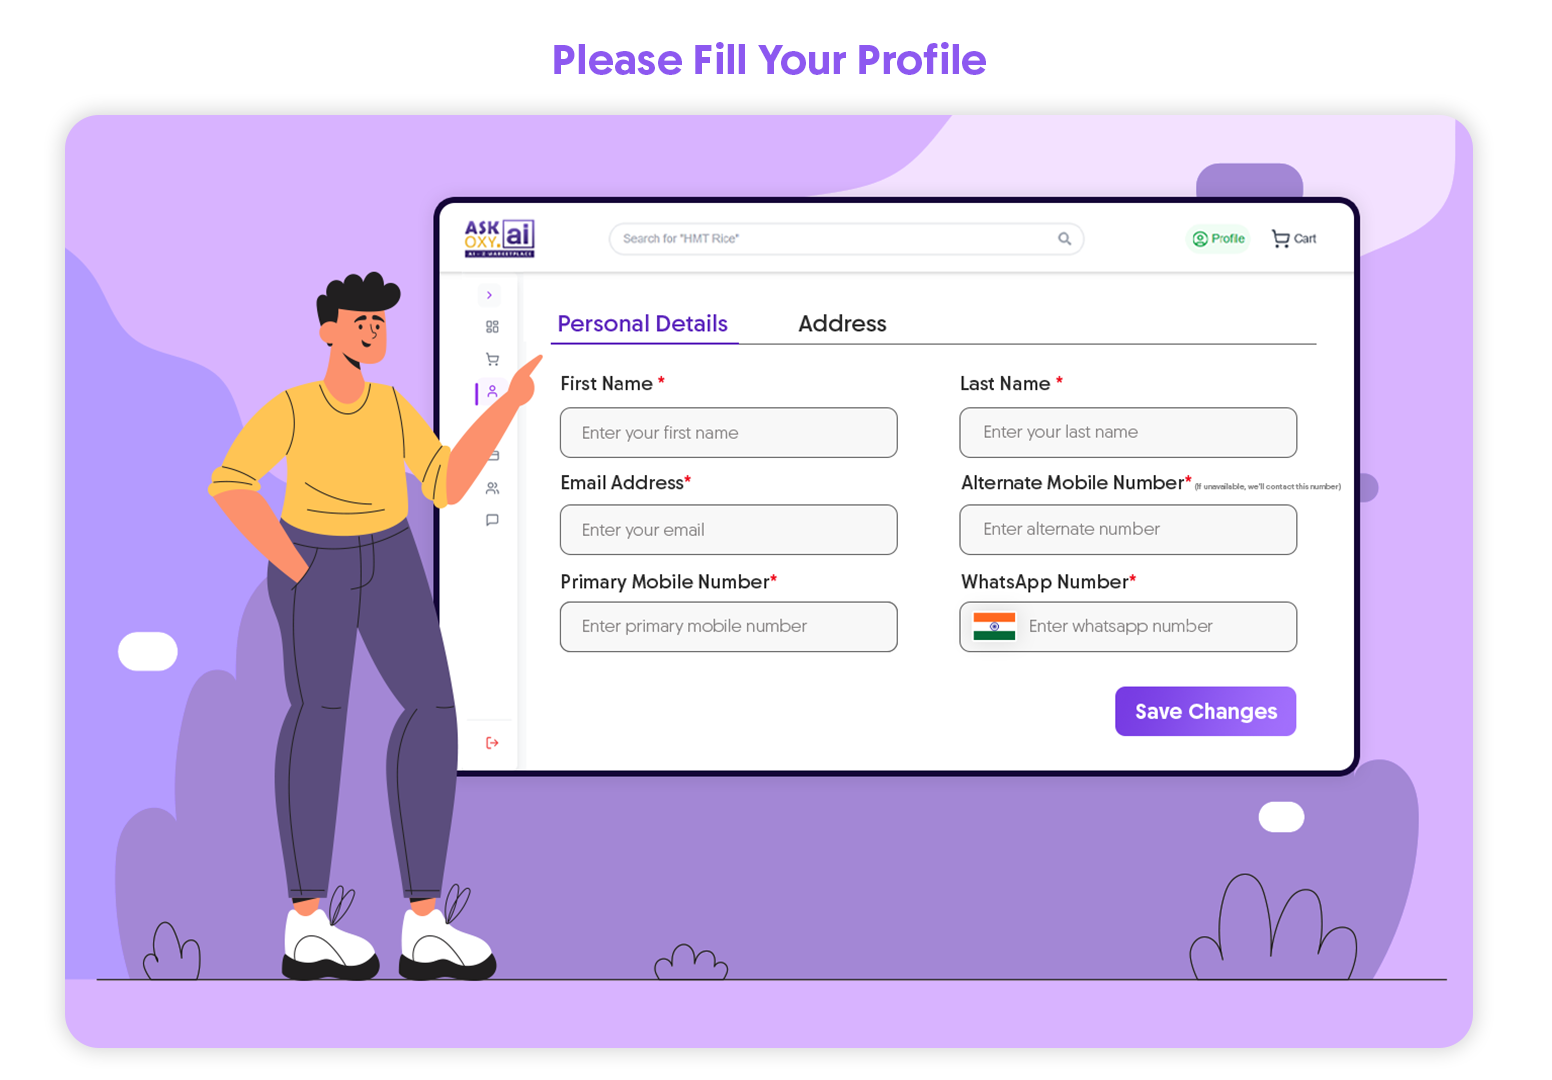 Please Fill Your Profile
ASK
OXY.ai
AI - Z MARKETPLACE
Search for "HMT Rice"
Profile
Cart
Personal Details
Address
First Name *
Last Name *
Enter your first name
Enter your last name
Email Address*
Alternate Mobile Number* (If unavailable, we'll contact this number)
Enter your email
Enter alternate number
Primary Mobile Number*
WhatsApp Number*
Enter primary mobile number
Enter whatsapp number
Save Changes